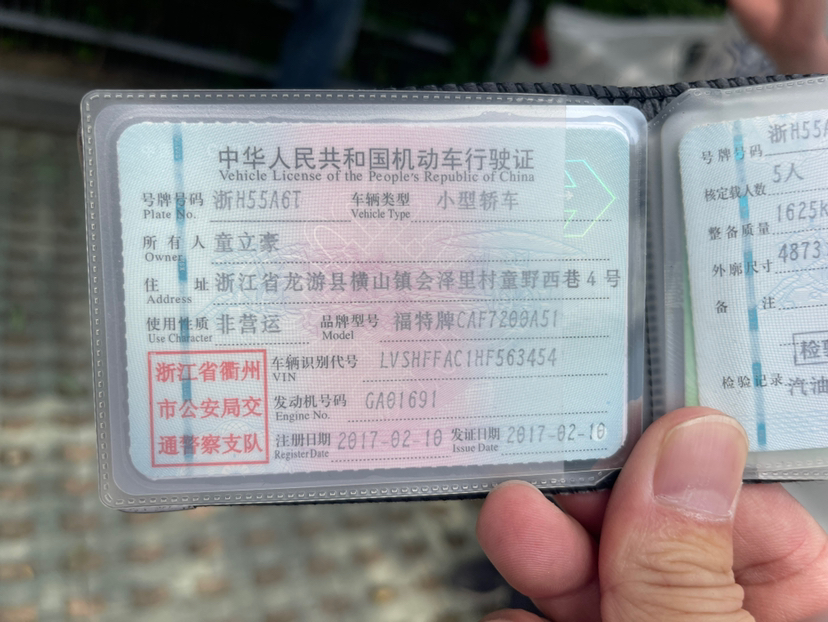 中华人民共和国机动车行驶证
Vehicle License of the People's Republic of China
号牌号码 浙H55A6T 车辆类型 小型轿车
Plate No. Vehicle Type
所有人 童立豪
Owner
住址 浙江省龙游县横山镇会泽里村童野西巷4号
Address
使用性质 非营运 品牌型号 福特牌CAF7200A51
Use Character Model
浙江省衢州
市公安局交
通警察支队
车辆识别代号 LVSHFFAC1HF563454
VIN
发动机号码 GA01691
Engine No.
注册日期 2017-02-10 发证日期 2017-02-10
Register Date Issue Date
号牌号码 浙H55A
核定载人数 5人
整备质量 1625k
外廓尺寸 4873
备注
检验
检验记录 汽油